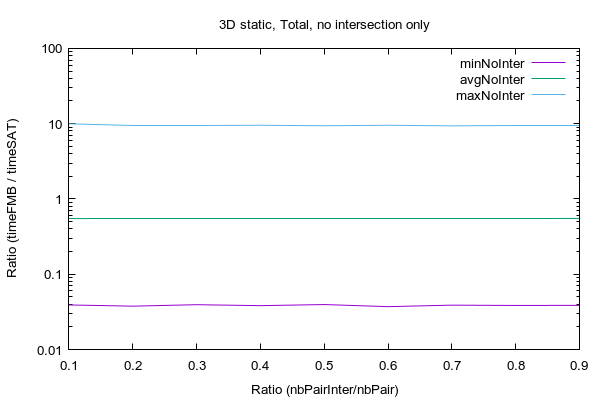 3D static, Total, no intersection only
100
10
1
0.1
0.01
Ratio (timeFMB / timeSAT)
minNoInter
avgNoInter
maxNoInter
0.1 0.2 0.3 0.4 0.5 0.6 0.7 0.8 0.9
Ratio (nbPairInter/nbPair)